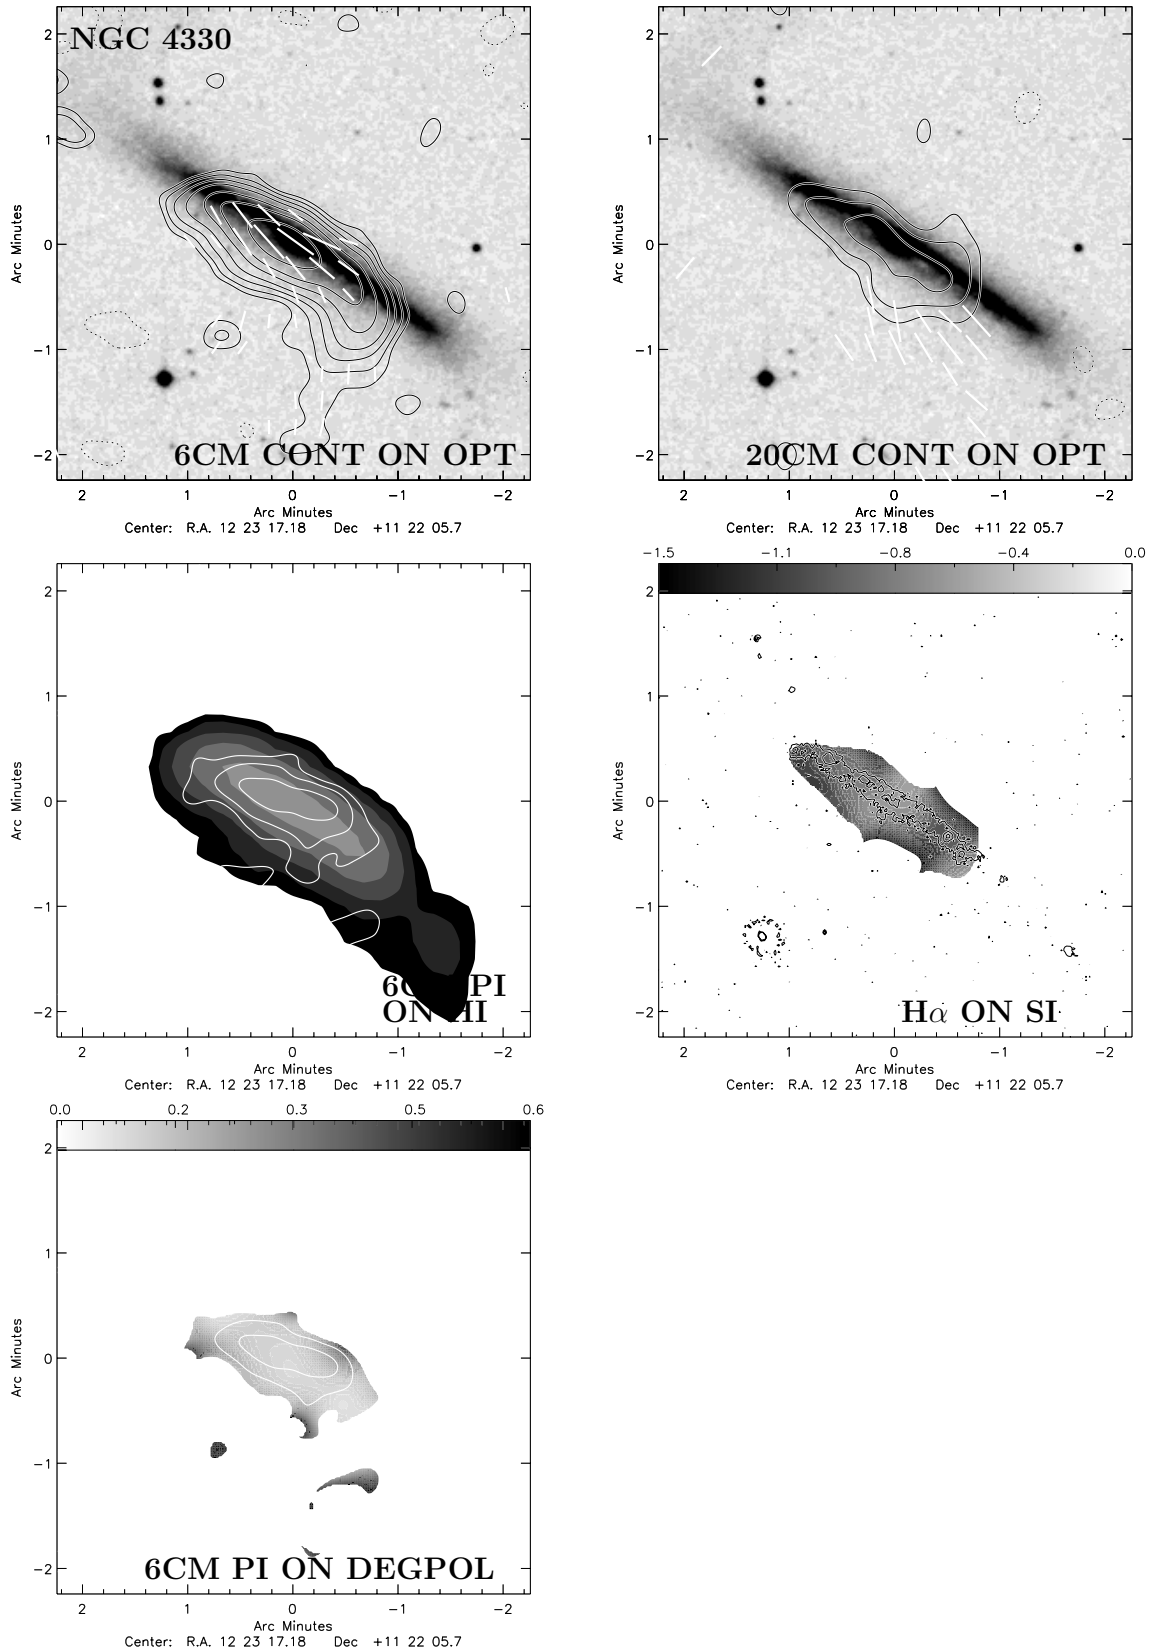 NGC 4330
2
1
0
−1
−2
Arc Minutes
6CM CONT ON OPT
2 1 0 −1 −2
Arc Minutes
Center: R.A. 12 23 17.18 Dec +11 22 05.7
2
1
0
−1
−2
Arc Minutes
20CM CONT ON OPT
2 1 0 −1 −2
Arc Minutes
Center: R.A. 12 23 17.18 Dec +11 22 05.7
2
1
0
−1
−2
Arc Minutes
6CM PI
ON HI
2 1 0 −1 −2
Arc Minutes
Center: R.A. 12 23 17.18 Dec +11 22 05.7
−1.5 −1.1 −0.8 −0.4 0.0
2
1
0
−1
−2
Arc Minutes
Hα ON SI
2 1 0 −1 −2
Arc Minutes
Center: R.A. 12 23 17.18 Dec +11 22 05.7
0.0 0.2 0.3 0.5 0.6
2
1
0
−1
−2
Arc Minutes
6CM PI ON DEGPOL
2 1 0 −1 −2
Arc Minutes
Center: R.A. 12 23 17.18 Dec +11 22 05.7